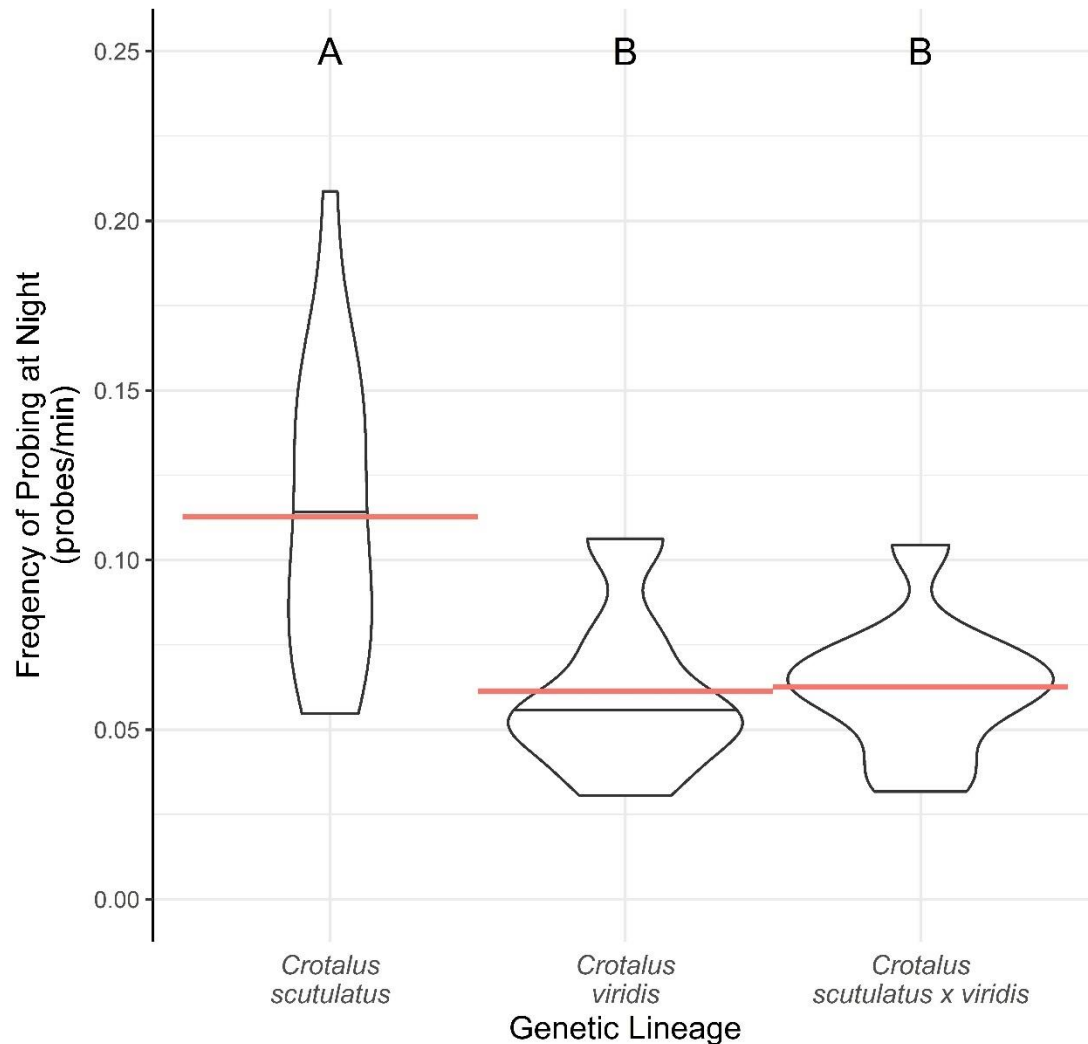 A B B
0.25
0.20
0.15
0.10
0.05
0.00
Freqency of Probing at Night
(probes/min)
Crotalus
scutulatus
Crotalus
viridis
Crotalus
scutulatus x viridis
Genetic Lineage